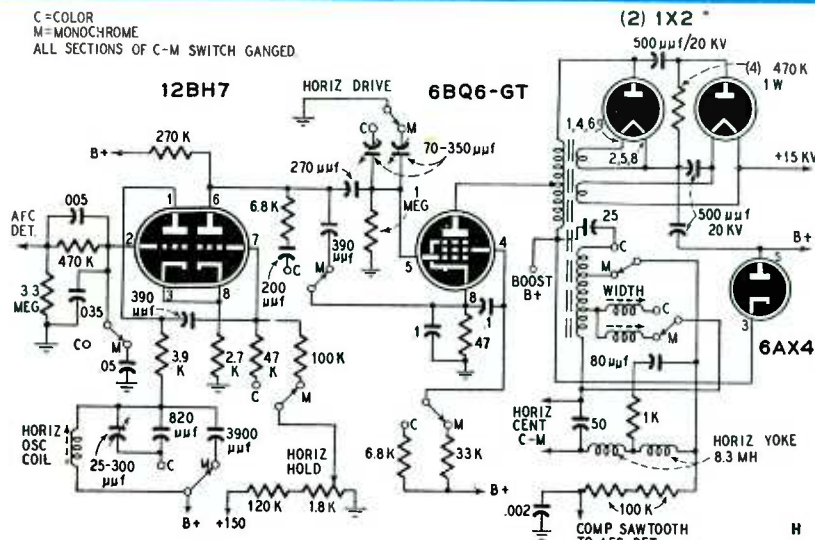 C = COLOR
M = MONOCHROME
ALL SECTIONS OF C-M SWITCH GANGED
(2) 1X2
500 µµf/20 KV
(4) 470 K
1 W
12BH7
HORIZ DRIVE
6BQ6-GT
C
M
1,4,6,9
270 K
B+
70-350 µµf
270 µµf
2,5,8
+15 KV
005
1
6
6.8K
1
MEG
AFC
DET.
2
7
390
µµf
500 µµf
20 KV
25
B+
470 K
200
µµf
C
M
5
4
C
M
BOOST
B+
5
3.3
MEG
035
390
µµf
3
8
8
1
WIDTH
C
M
3
C
M
3.9
K
2.7
K
47
K
100 K
1
47
6AX4
05
C
M
80 µµf
HORIZ
OSC
COIL
820
µµf
3900
µµf
HORIZ
HOLD
C
M
HORIZ
CENT
C-M
50
1K
6.8K
33 K
HORIZ YOKE
8.3 MH
25-300
µµf
C
M
B+
B+
+150
120 K
1.8K
.002
100 K
COMP SAWTOOTH
H